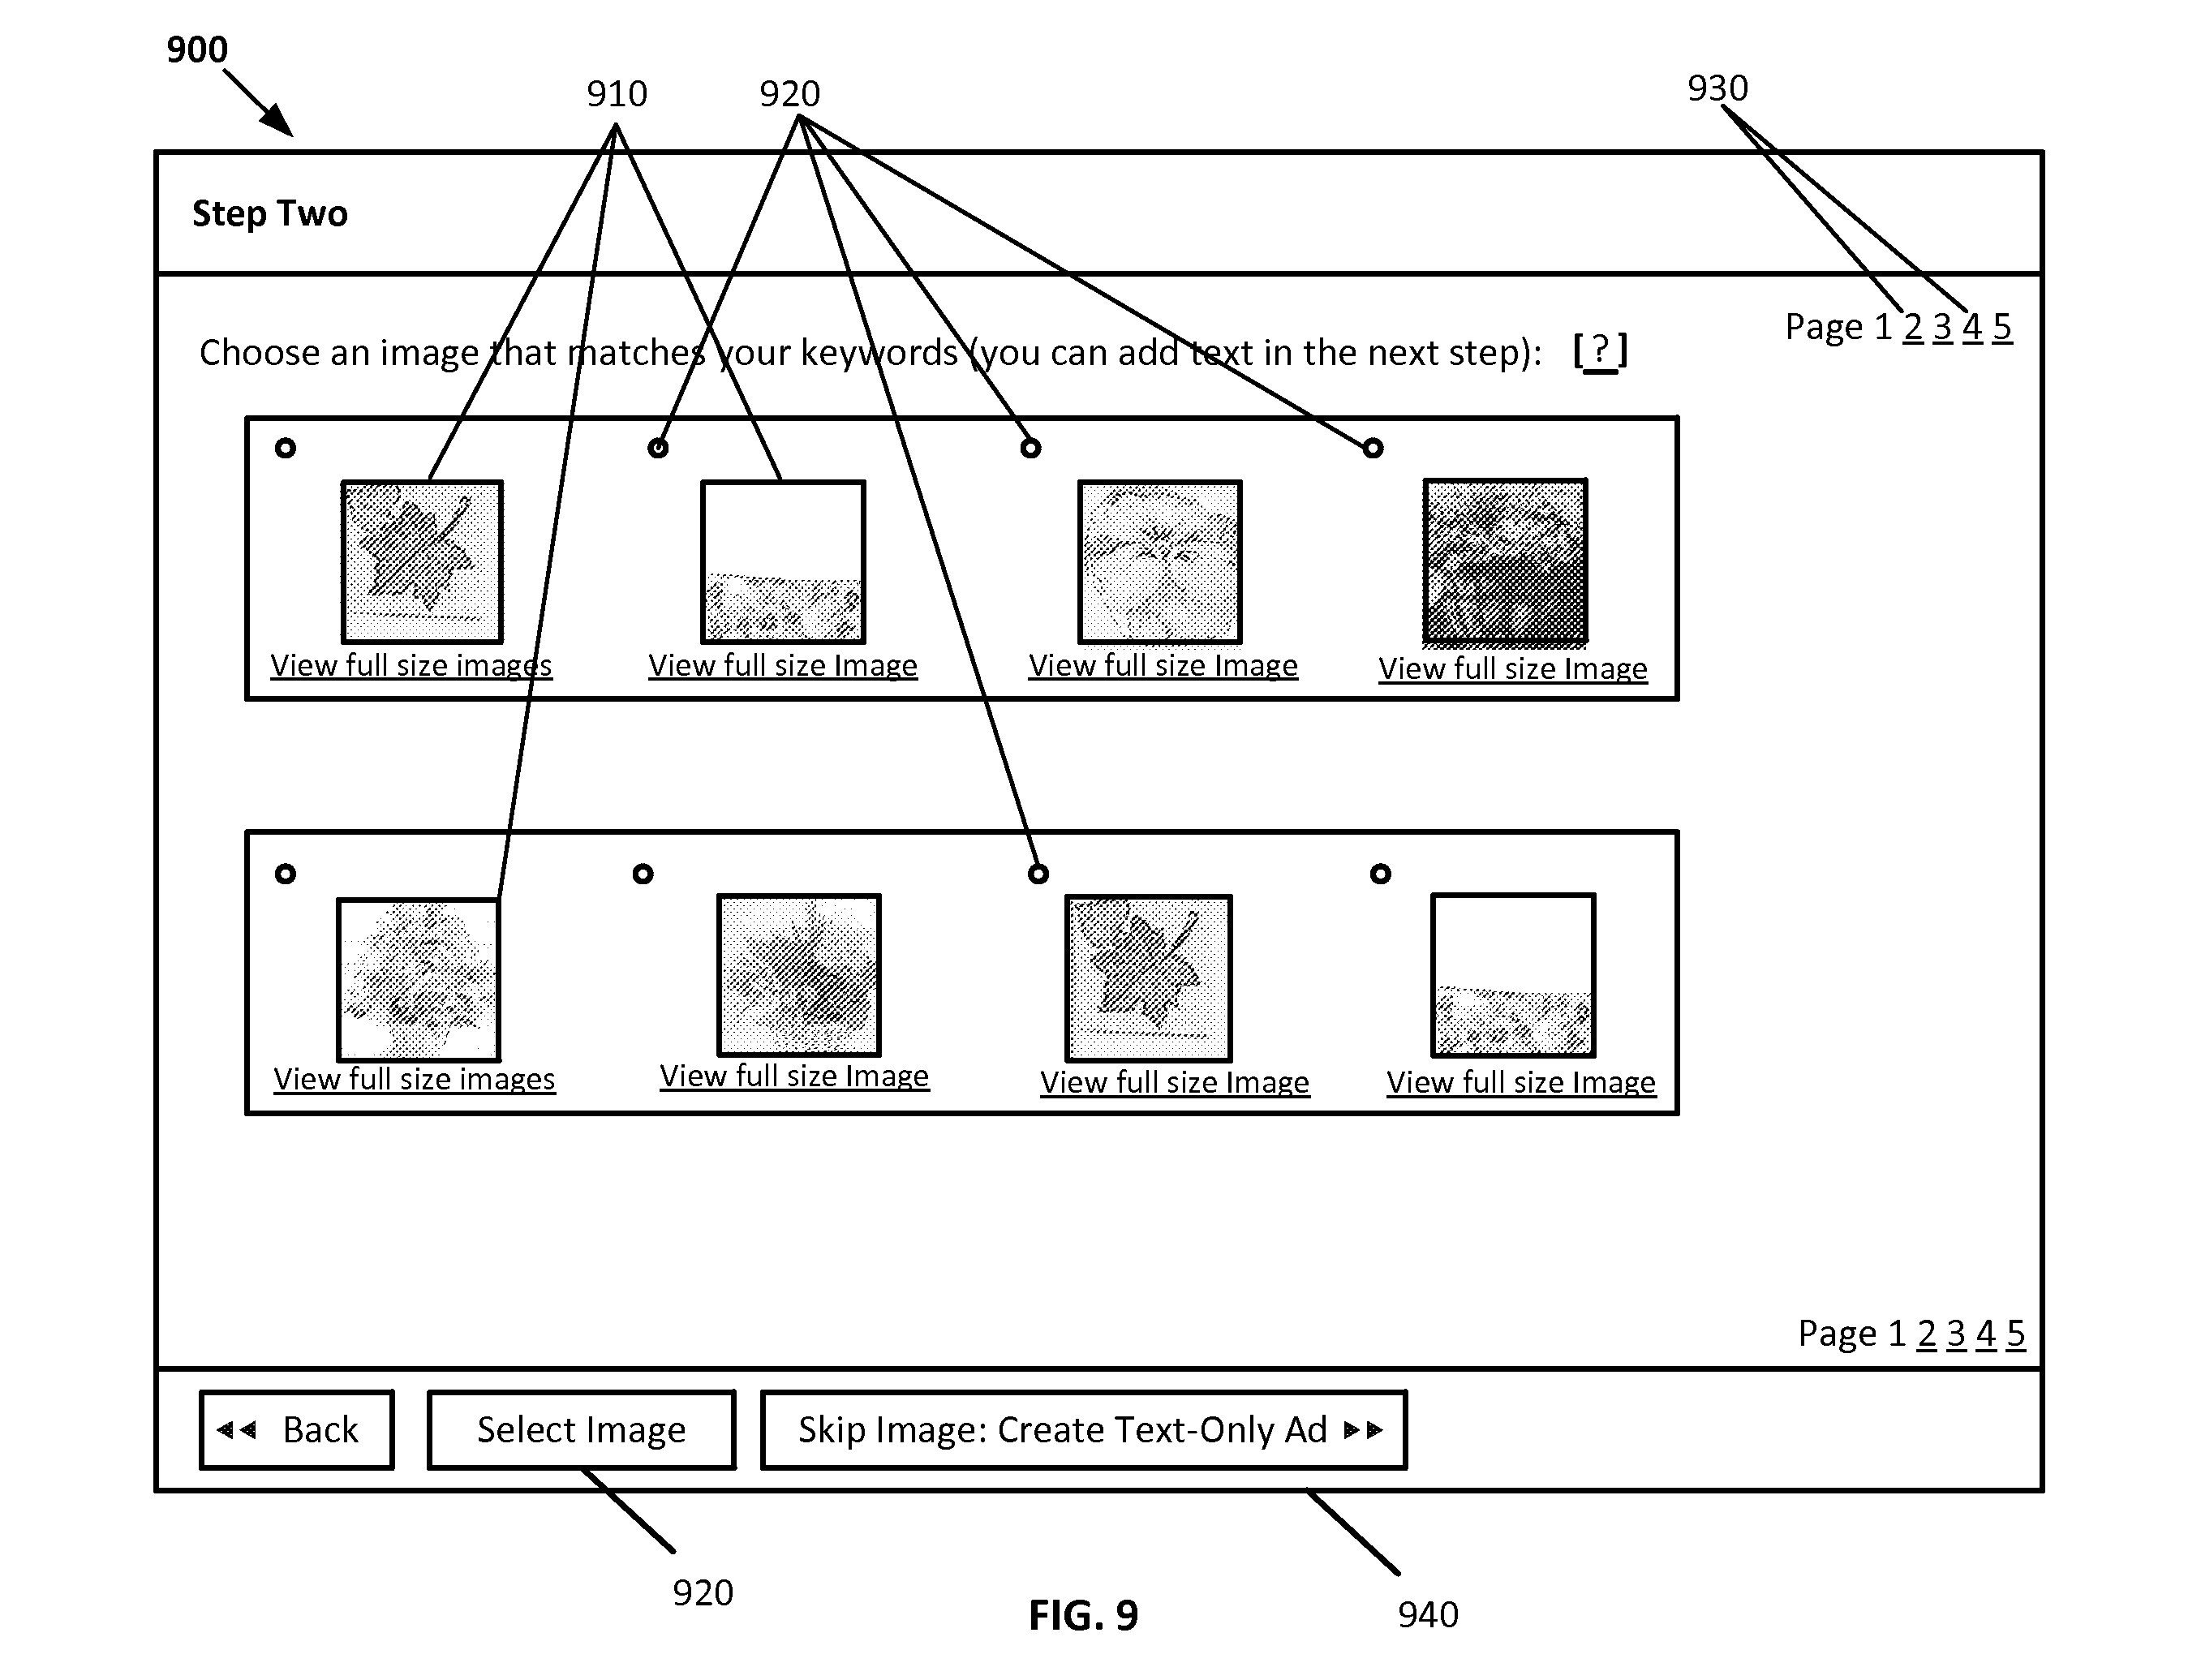 900
910 920 930
Step Two
Page 1 2 3 4 5
Choose an image that matches your keywords (you can add text in the next step): [?]
View full size images View full size Image View full size Image View full size Image
View full size images View full size Image View full size Image View full size Image
Page 1 2 3 4 5
Back Select Image Skip Image: Create Text-Only Ad
920 FIG. 9 940